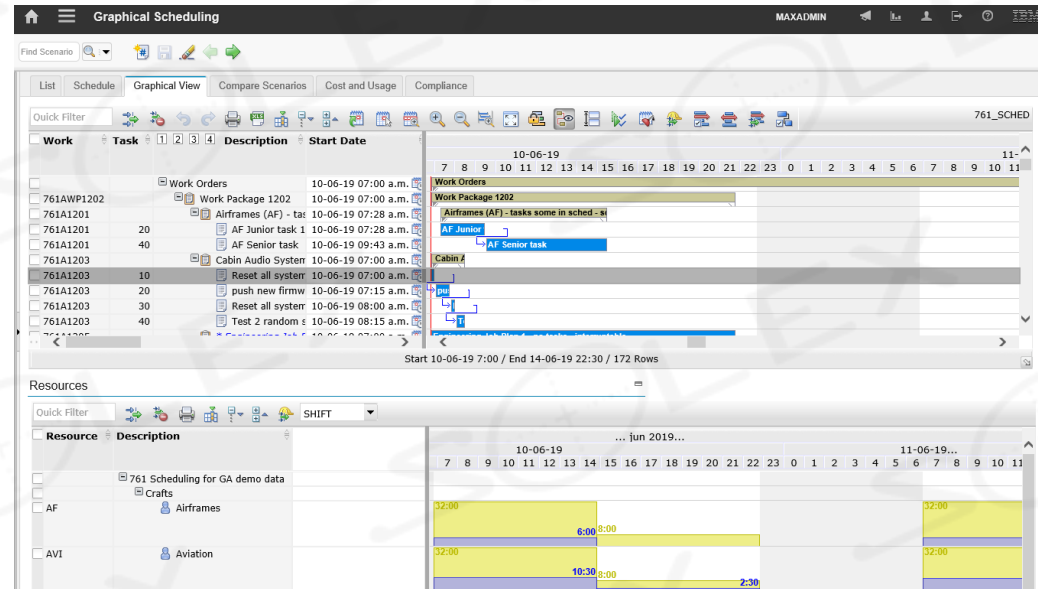 Graphical Scheduling MAXADMIN IBM
Find Scenario
List Schedule Graphical View Compare Scenarios Cost and Usage Compliance
Quick Filter 761_SCHED
Work Task 1 2 3 4 Description Start Date
10-06-19 11-
7 8 9 10 11 12 13 14 15 16 17 18 19 20 21 22 23 0 1 2 3 4 5 6 7 8 9 10 11
Work Orders 10-06-19 07:00 a.m. Work Orders
761AWP1202 Work Package 1202 10-06-19 07:00 a.m. Work Package 1202
761A1201 Airframes (AF) - tas 10-06-19 07:28 a.m. Airframes (AF) - tasks some in sched - s
761A1201 20 AF Junior task 1 10-06-19 07:28 a.m. AF Junior
761A1201 40 AF Senior task 10-06-19 09:43 a.m. AF Senior task
761A1203 Cabin Audio System 10-06-19 07:00 a.m. Cabin A
761A1203 10 Reset all system 10-06-19 07:00 a.m.
761A1203 20 push new firmw 10-06-19 07:15 a.m. pus
761A1203 30 Reset all system 10-06-19 08:00 a.m.
761A1203 40 Test 2 random s 10-06-19 08:15 a.m. T
Start 10-06-19 7:00 / End 14-06-19 22:30 / 172 Rows
Resources
Quick Filter SHIFT
Resource Description
... jun 2019...
10-06-19 11-06-19...
7 8 9 10 11 12 13 14 15 16 17 18 19 20 21 22 23 0 1 2 3 4 5 6 7 8 9 10 11
761 Scheduling for GA demo data
Crafts
AF Airframes 32:00 6:00 8:00 32:00
AVI Aviation 32:00 10:30 8:00 2:30 32:00
SOLEX